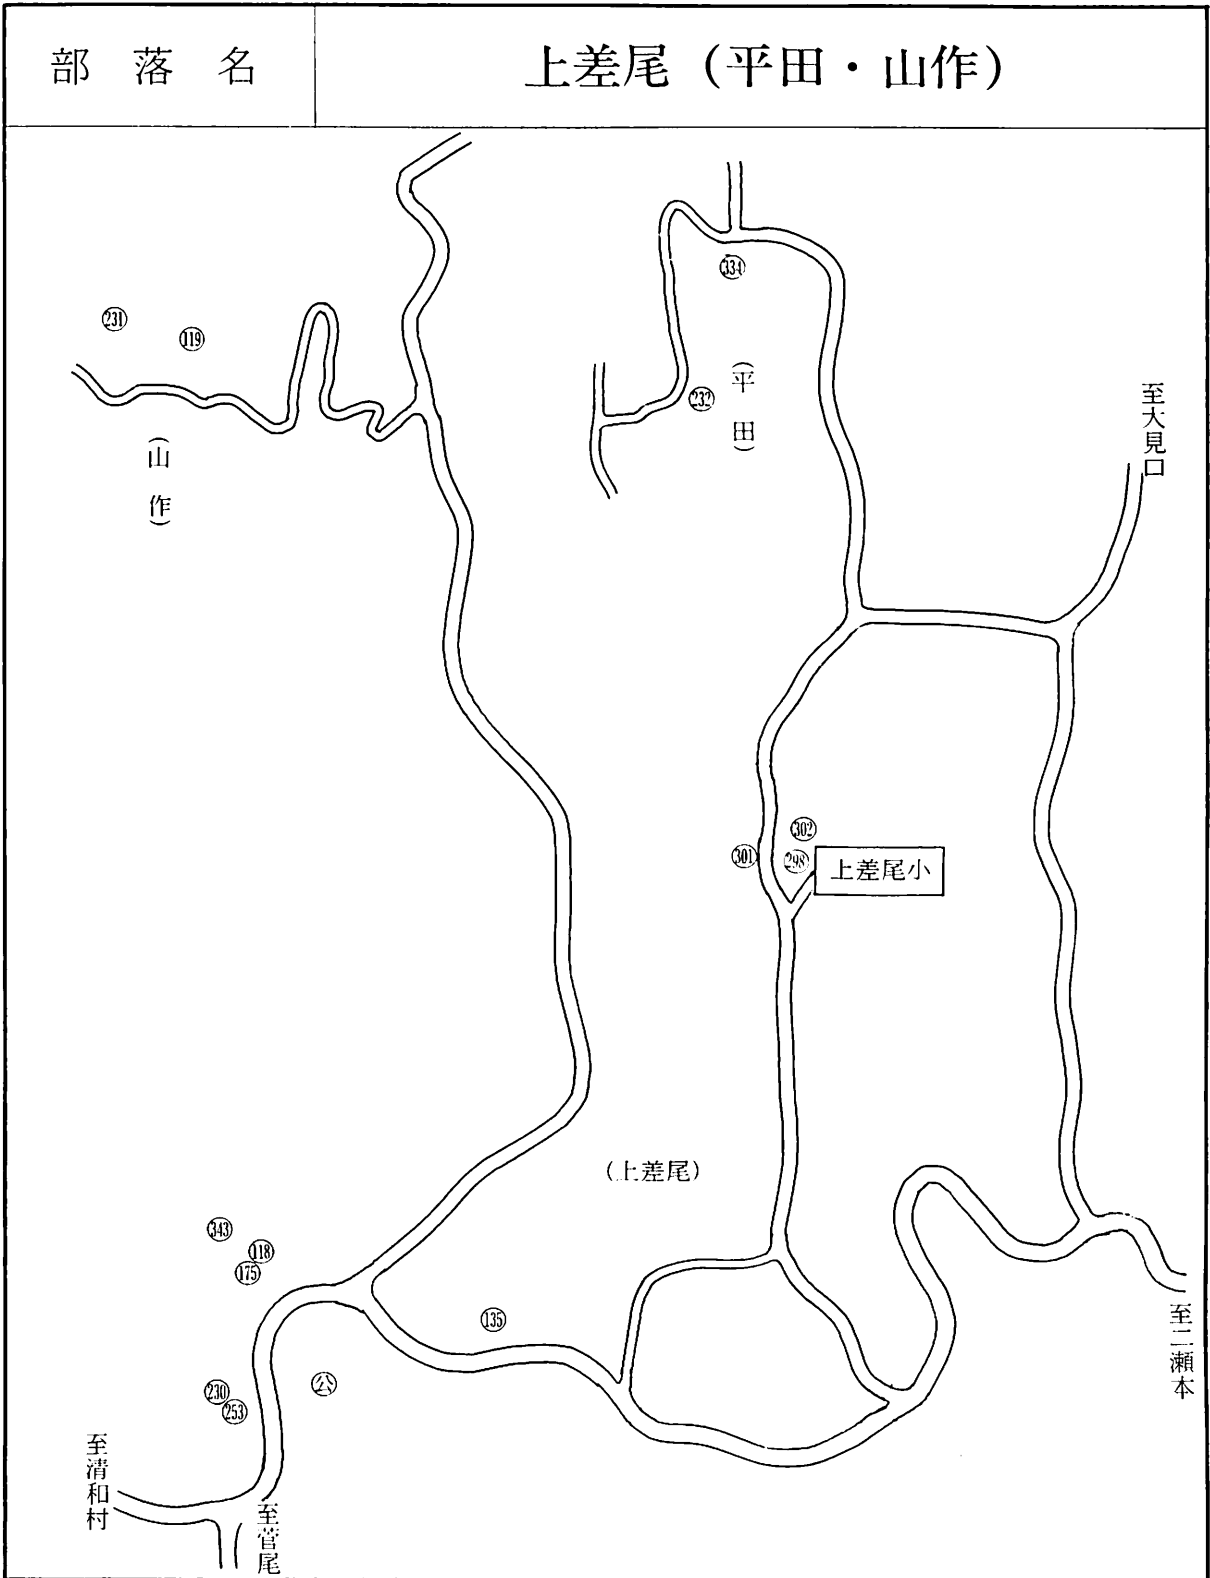 部落名
上差尾（平田・山作）
334
231
119
（平田）
232
至大見口
（山作）
302
301
298
上差尾小
（上差尾）
343
118
175
135
至二瀬本
公
230
253
至清和村
至菅尾